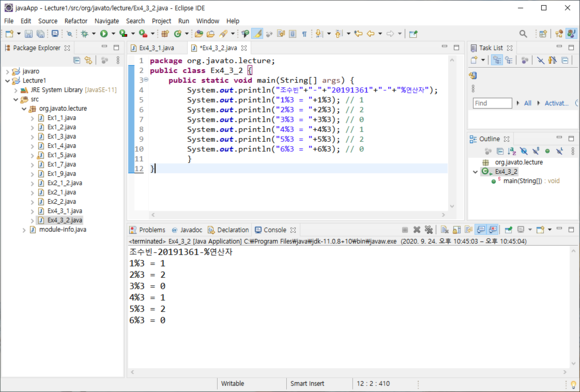 javaApp - Lecture1/src/org/javato/lecture/Ex4_3_2.java - Eclipse IDE
File Edit Source Refactor Navigate Search Project Run Window Help
Package Explorer
javaro
Lecture1
JRE System Library [JavaSE-11]
src
org.javato.lecture
Ex1_1.java
Ex1_2.java
Ex1_3.java
Ex1_4.java
Ex1_5.java
Ex1_7.java
Ex1_9.java
Ex2_1_2.java
Ex2_1.java
Ex2_2.java
Ex4_3_1.java
Ex4_3_2.java
module-info.java
Ex4_3_1.java
*Ex4_3_2.java
1 package org.javato.lecture;
2 public class Ex4_3_2 {
3 public static void main(String[] args) {
4 System.out.println("조수빈"+"-"+"20191361"+"-"+"%연산자");
5 System.out.println("1%3 = "+1%3); // 1
6 System.out.println("2%3 = "+2%3); // 2
7 System.out.println("3%3 = "+3%3); // 0
8 System.out.println("4%3 = "+4%3); // 1
9 System.out.println("5%3 = "+5%3); // 2
10 System.out.println("6%3 = "+6%3); // 0
11 }
12 }
Task List
Find All Activat...
Outline
org.javato.lecture
Ex4_3_2
main(String[]) : void
Problems Javadoc Declaration Console
<terminated> Ex4_3_2 [Java Application] C:₩Program Files₩java₩jdk-11.0.8+10₩bin₩javaw.exe (2020. 9. 24. 오후 10:45:03 – 오후 10:45:04)
조수빈-20191361-%연산자
1%3 = 1
2%3 = 2
3%3 = 0
4%3 = 1
5%3 = 2
6%3 = 0
Writable Smart Insert 12 : 2 : 410